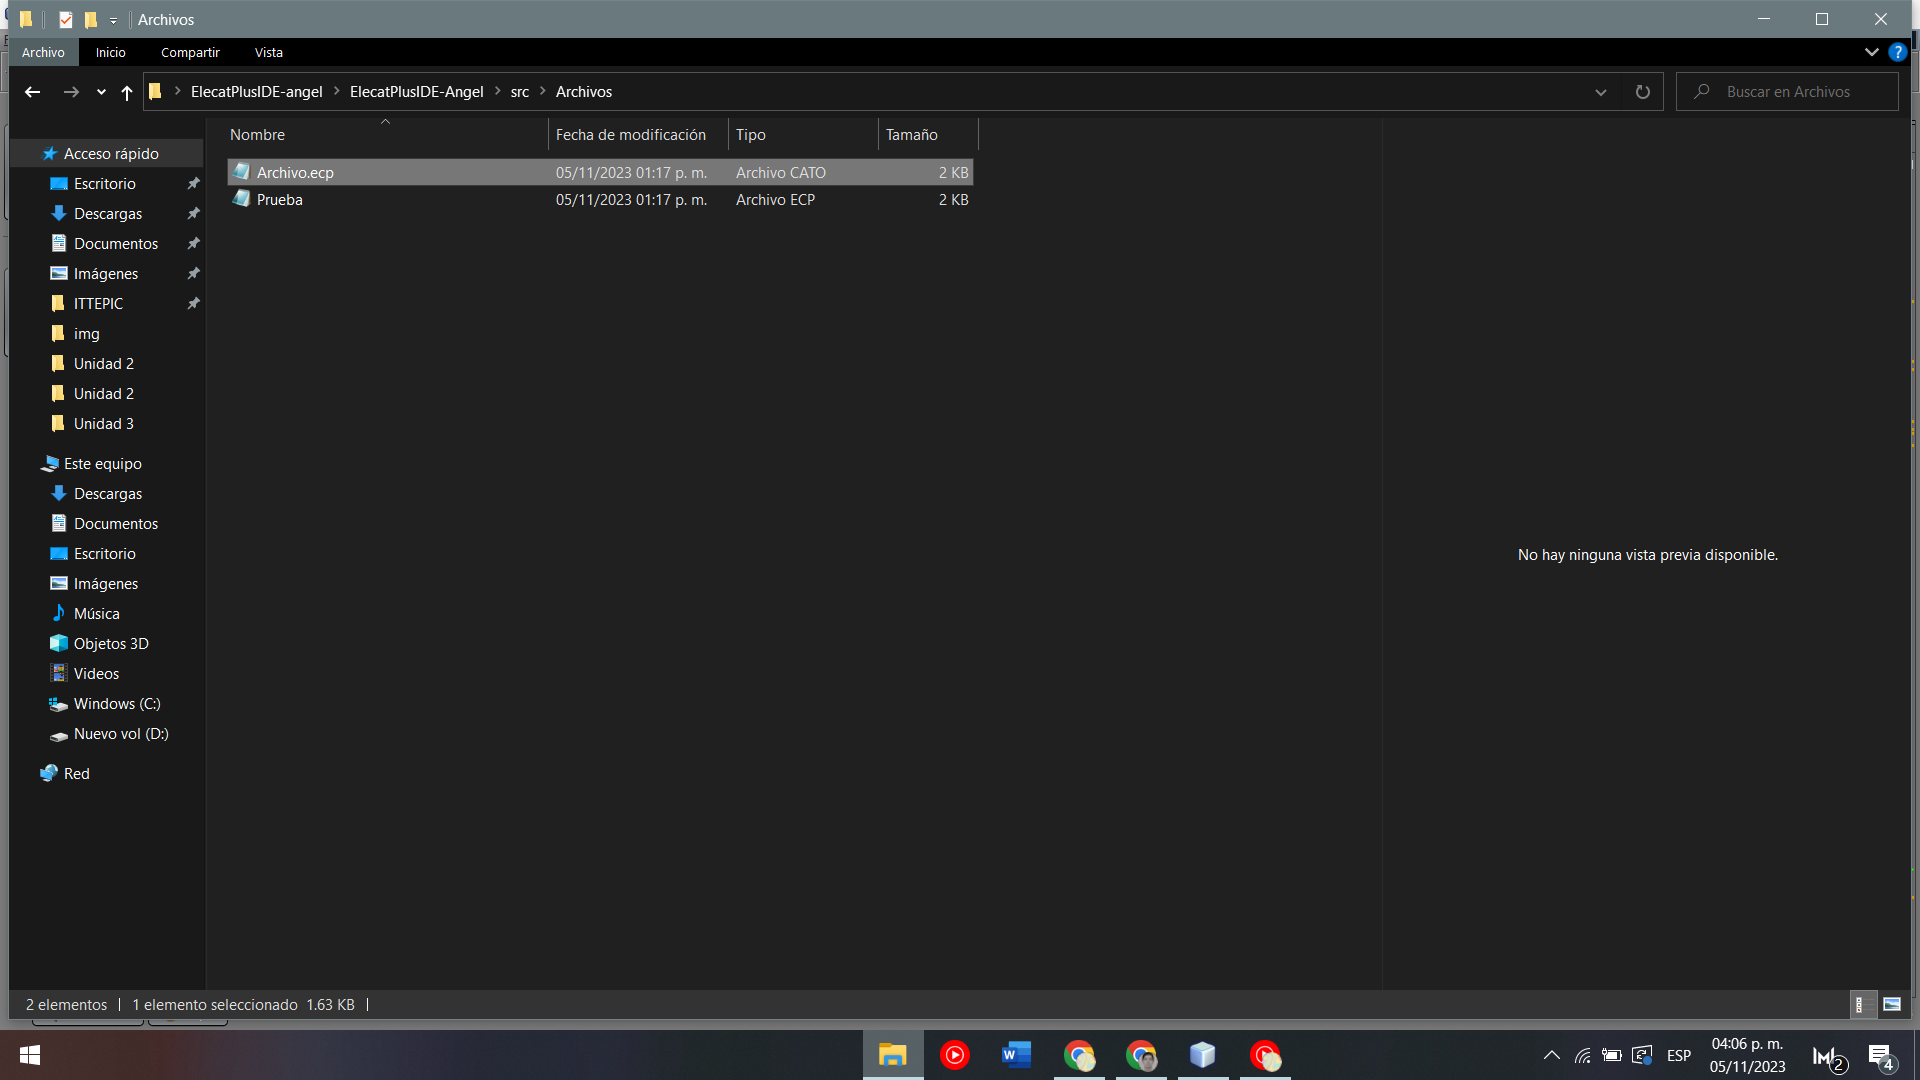 Archivos
Archivo Inicio Compartir Vista
ElecatPlusIDE-angel ElecatPlusIDE-Angel src Archivos
Buscar en Archivos
Nombre Fecha de modificación Tipo Tamaño
Archivo.ecp 05/11/2023 01:17 p. m. Archivo CATO 2 KB
Prueba 05/11/2023 01:17 p. m. Archivo ECP 2 KB
Acceso rápido
Escritorio
Descargas
Documentos
Imágenes
ITTEPIC
img
Unidad 2
Unidad 2
Unidad 3
Este equipo
Descargas
Documentos
Escritorio
Imágenes
Música
Objetos 3D
Videos
Windows (C:)
Nuevo vol (D:)
Red
No hay ninguna vista previa disponible.
2 elementos 1 elemento seleccionado 1.63 KB
ESP
04:06 p. m.
05/11/2023
2
4